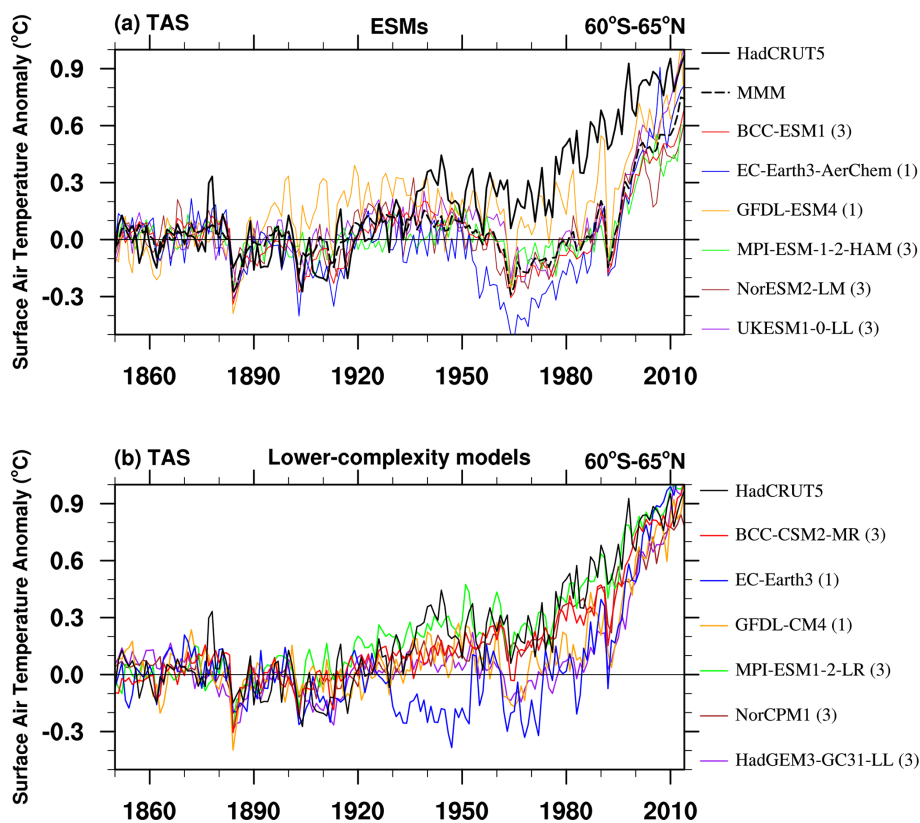 (a) TAS ESMs 60°S-65°N
Surface Air Temperature Anomaly (°C)
0.9
0.6
0.3
0.0
-0.3
1860 1890 1920 1950 1980 2010
HadCRUT5
MMM
BCC-ESM1 (3)
EC-Earth3-AerChem (1)
GFDL-ESM4 (1)
MPI-ESM-1-2-HAM (3)
NorESM2-LM (3)
UKESM1-0-LL (3)
(b) TAS Lower-complexity models 60°S-65°N
Surface Air Temperature Anomaly (°C)
0.9
0.6
0.3
0.0
-0.3
1860 1890 1920 1950 1980 2010
HadCRUT5
BCC-CSM2-MR (3)
EC-Earth3 (1)
GFDL-CM4 (1)
MPI-ESM1-2-LR (3)
NorCPM1 (3)
HadGEM3-GC31-LL (3)